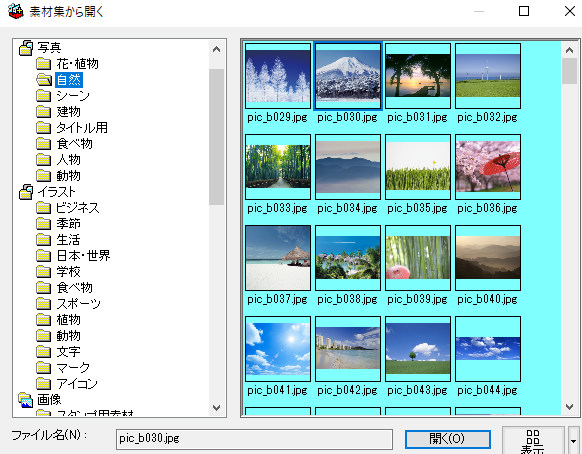 素材集から開く
写真
花・植物
自然
シーン
建物
タイトル用
食べ物
人物
動物
イラスト
ビジネス
季節
生活
日本・世界
学校
食べ物
スポーツ
植物
動物
文字
マーク
アイコン
画像
スタンプ用素材
pic_b029.jpg pic_b030.jpg pic_b031.jpg pic_b032.jpg
pic_b033.jpg pic_b034.jpg pic_b035.jpg pic_b036.jpg
pic_b037.jpg pic_b038.jpg pic_b039.jpg pic_b040.jpg
pic_b041.jpg pic_b042.jpg pic_b043.jpg pic_b044.jpg
ファイル名(N)： pic_b030.jpg 開く(O)
表示